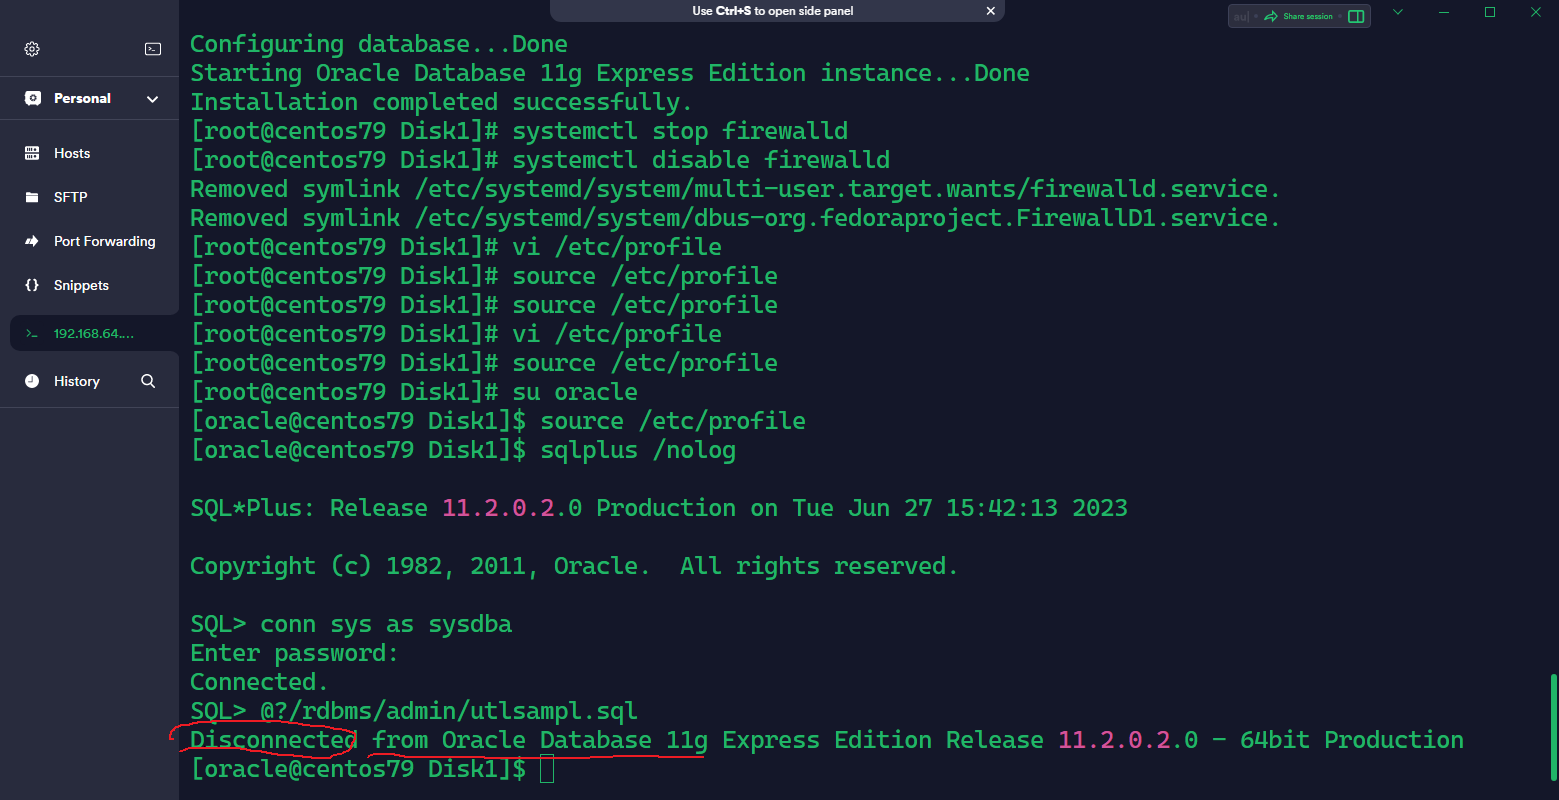 Use Ctrl+S to open side panel
Share session
Personal
Hosts
SFTP
Port Forwarding
Snippets
192.168.64....
History
Configuring database...Done
Starting Oracle Database 11g Express Edition instance...Done
Installation completed successfully.
[root@centos79 Disk1]# systemctl stop firewalld
[root@centos79 Disk1]# systemctl disable firewalld
Removed symlink /etc/systemd/system/multi-user.target.wants/firewalld.service.
Removed symlink /etc/systemd/system/dbus-org.fedoraproject.FirewallD1.service.
[root@centos79 Disk1]# vi /etc/profile
[root@centos79 Disk1]# source /etc/profile
[root@centos79 Disk1]# source /etc/profile
[root@centos79 Disk1]# vi /etc/profile
[root@centos79 Disk1]# source /etc/profile
[root@centos79 Disk1]# su oracle
[oracle@centos79 Disk1]$ source /etc/profile
[oracle@centos79 Disk1]$ sqlplus /nolog
SQL*Plus: Release 11.2.0.2.0 Production on Tue Jun 27 15:42:13 2023
Copyright (c) 1982, 2011, Oracle.  All rights reserved.
SQL> conn sys as sysdba
Enter password:
Connected.
SQL> @?/rdbms/admin/utlsampl.sql
Disconnected from Oracle Database 11g Express Edition Release 11.2.0.2.0 - 64bit Production
[oracle@centos79 Disk1]$